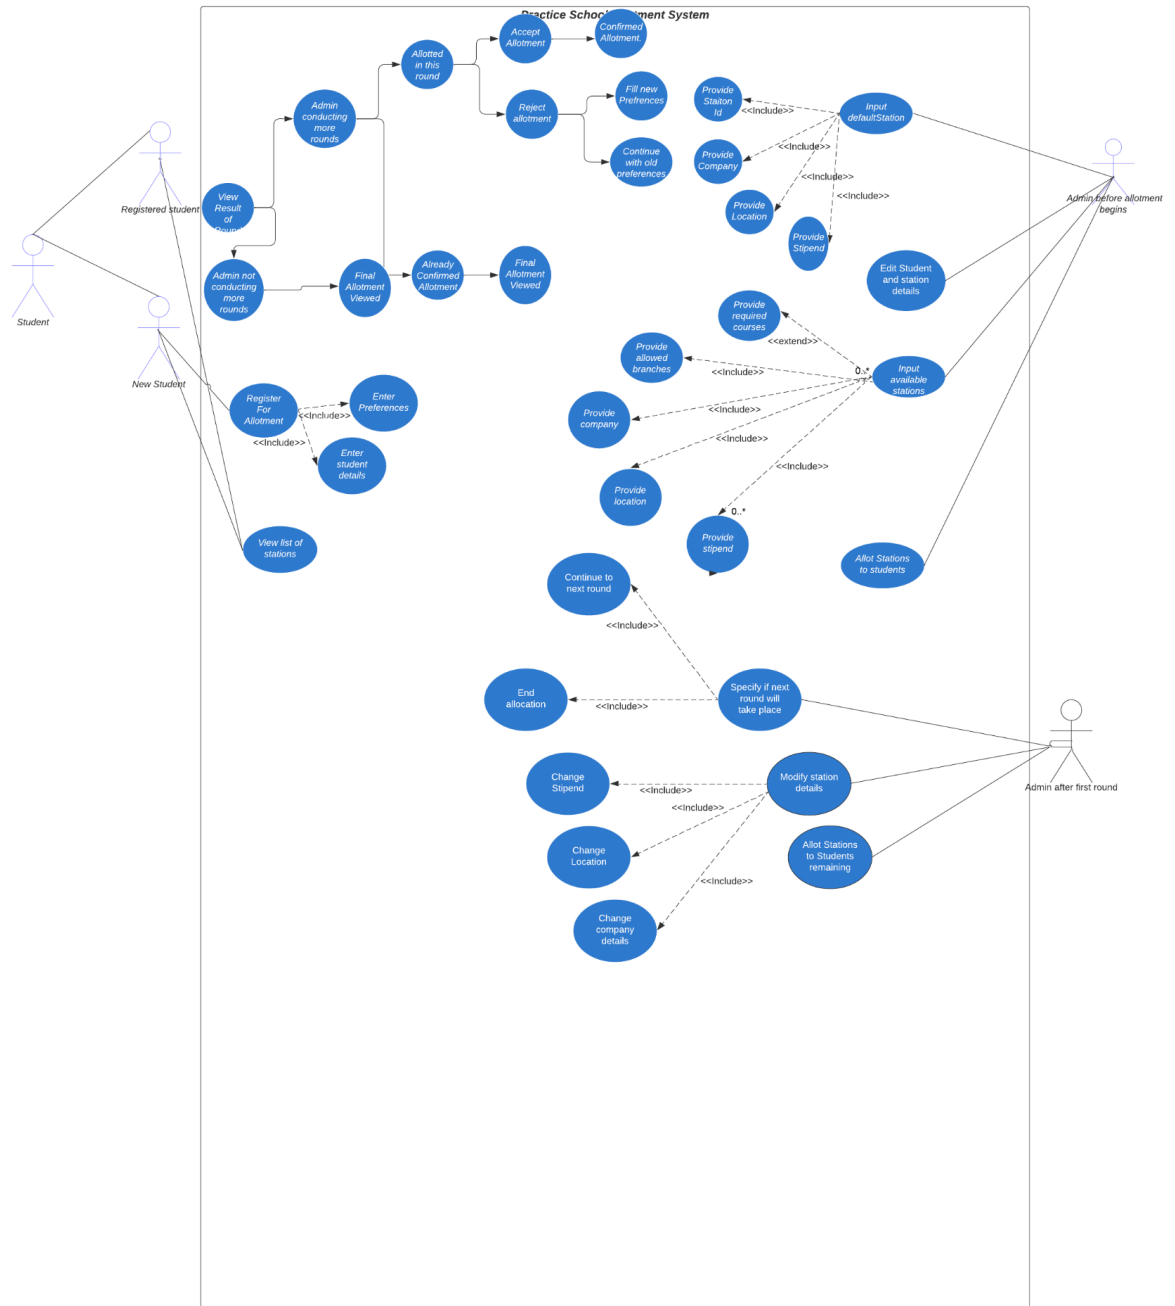 Practice School Allotment System
Accept
Allotment
Confirmed
Allotment.
Allotted
in this
round
Admin
conducting
more
rounds
Reject
allotment
Fill new
Prefrences
Continue
with old
preferences
Provide
Staiton
Id
<<Include>>
Input
defaultStation
Provide
Company
<<Include>>
<<Include>>
<<Include>>
Provide
Location
Provide
Stipend
Registered student
View
Result
of
Round
Admin before allotment
begins
Student
New Student
Admin not
conducting
more
rounds
Final
Allotment
Viewed
Already
Confirmed
Allotment
Final
Allotment
Viewed
Edit Student
and station
details
Provide
required
courses
<<extend>>
Provide
allowed
branches
<<Include>>
0..*
Input
available
stations
Provide
company
<<Include>>
<<Include>>
<<Include>>
Provide
location
0..*
Provide
stipend
Register
For
Allotment
<<Include>>
Enter
Preferences
<<Include>>
Enter
student
details
View list of
stations
Allot Stations
to students
Continue to
next round
<<Include>>
End
allocation
<<Include>>
Specify if next
round will
take place
Change
Stipend
<<Include>>
Modify station
details
<<Include>>
Admin after first round
Change
Location
Allot Stations
to Students
remaining
<<Include>>
Change
company
details